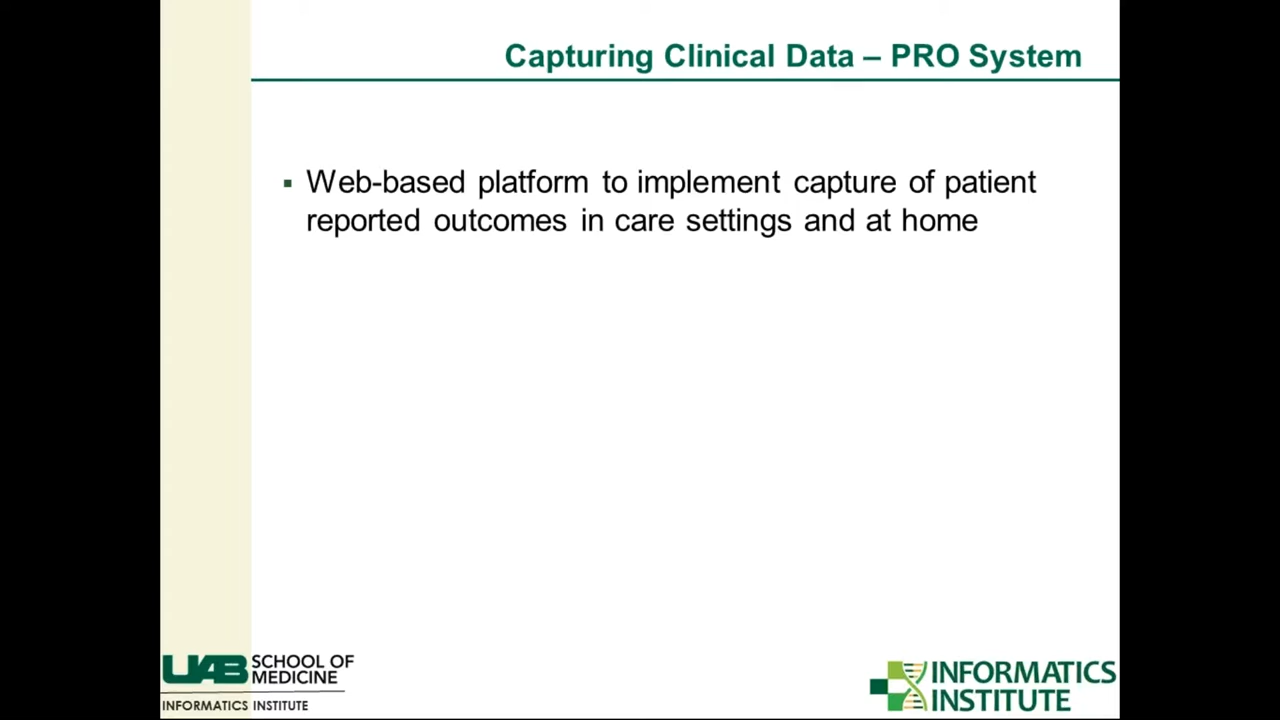 Capturing Clinical Data – PRO System
▪ Web-based platform to implement capture of patient
reported outcomes in care settings and at home
UAB SCHOOL OF
MEDICINE
INFORMATICS INSTITUTE
INFORMATICS
INSTITUTE